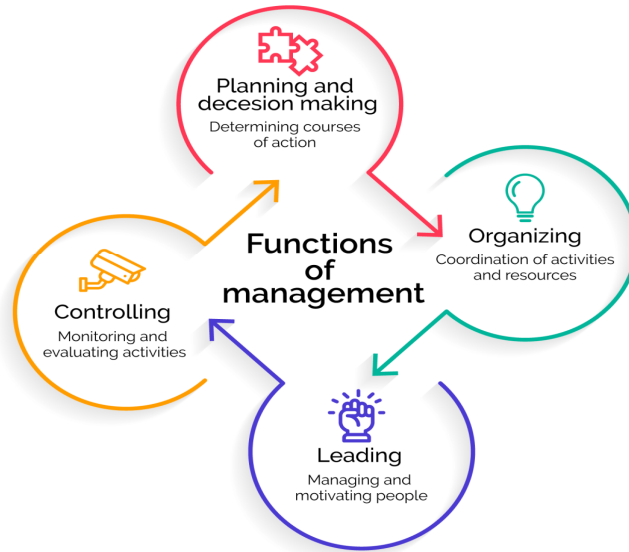 Planning and
decesion making
Determining courses
of action
Organizing
Coordination of activities
and resources
Functions
of
management
Controlling
Monitoring and
evaluating activities
Leading
Managing and
motivating people